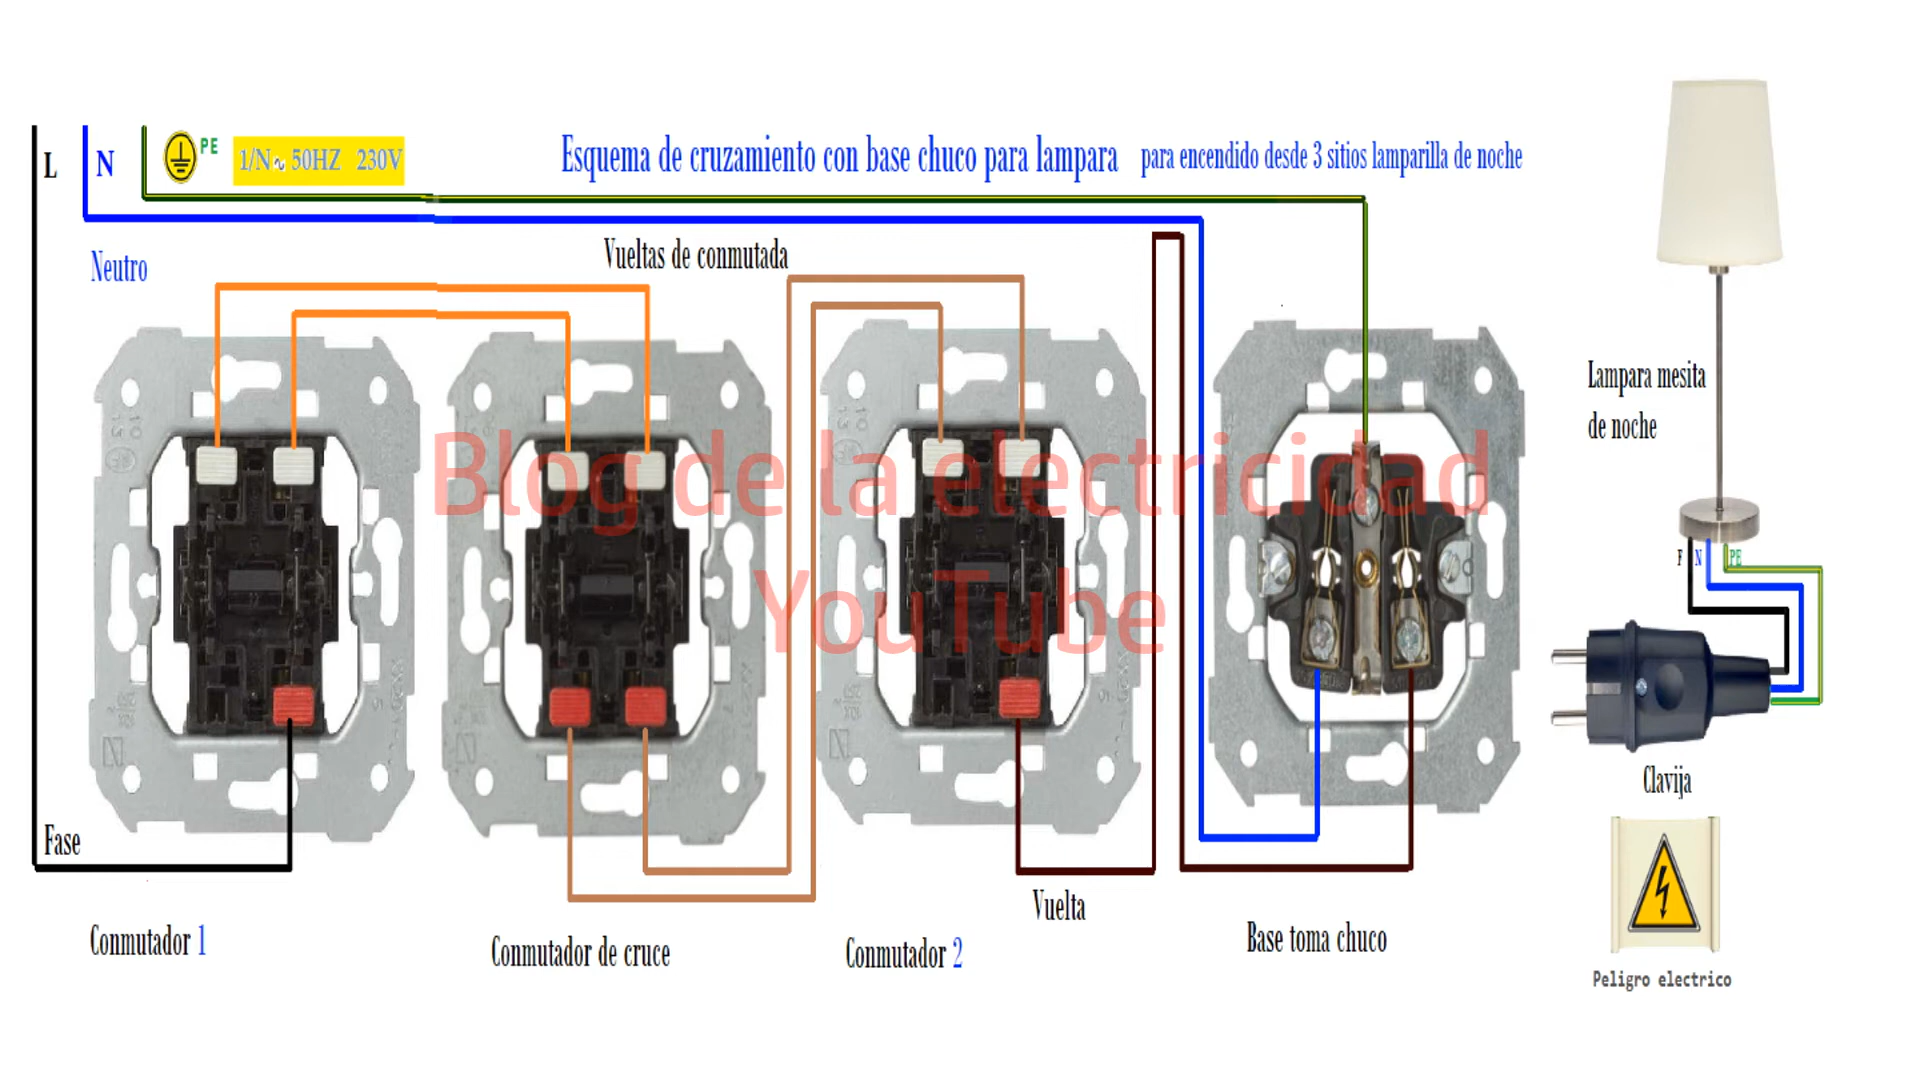 L
N
PE
1/N~ 50HZ 230V
Esquema de cruzamiento con base chuco para lampara
para encendido desde 3 sitios lamparilla de noche
Neutro
Vueltas de conmutada
Lampara mesita
de noche
Blog de la electricidad
YouTube
F N PE
Clavija
Fase
Vuelta
Conmutador 1
Conmutador de cruce
Conmutador 2
Base toma chuco
Peligro electrico